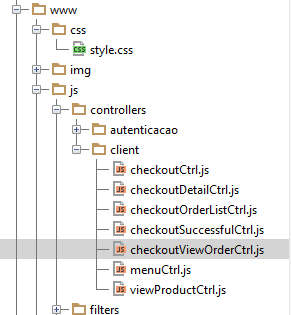 www
css
style.css
img
js
controllers
autenticacao
client
checkoutCtrl.js
checkoutDetailCtrl.js
checkoutOrderListCtrl.js
checkoutSuccessfulCtrl.js
checkoutViewOrderCtrl.js
menuCtrl.js
viewProductCtrl.js
filters